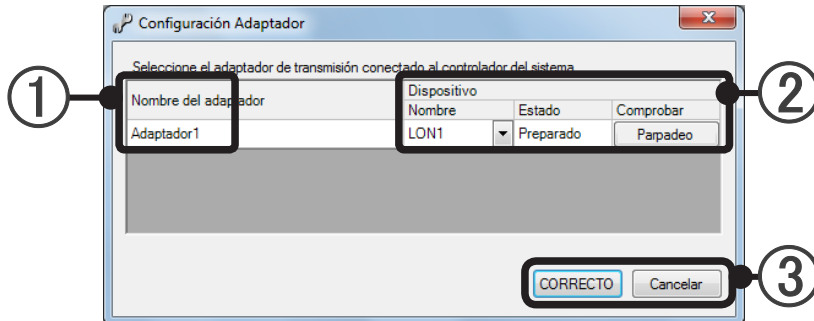 Configuración Adaptador
Seleccione el adaptador de transmisión conectado al controlador del sistema
Nombre del adaptador
Dispositivo
Nombre Estado Comprobar
Adaptador1 LON1 Preparado Parpadeo
CORRECTO Cancelar
1
2
3